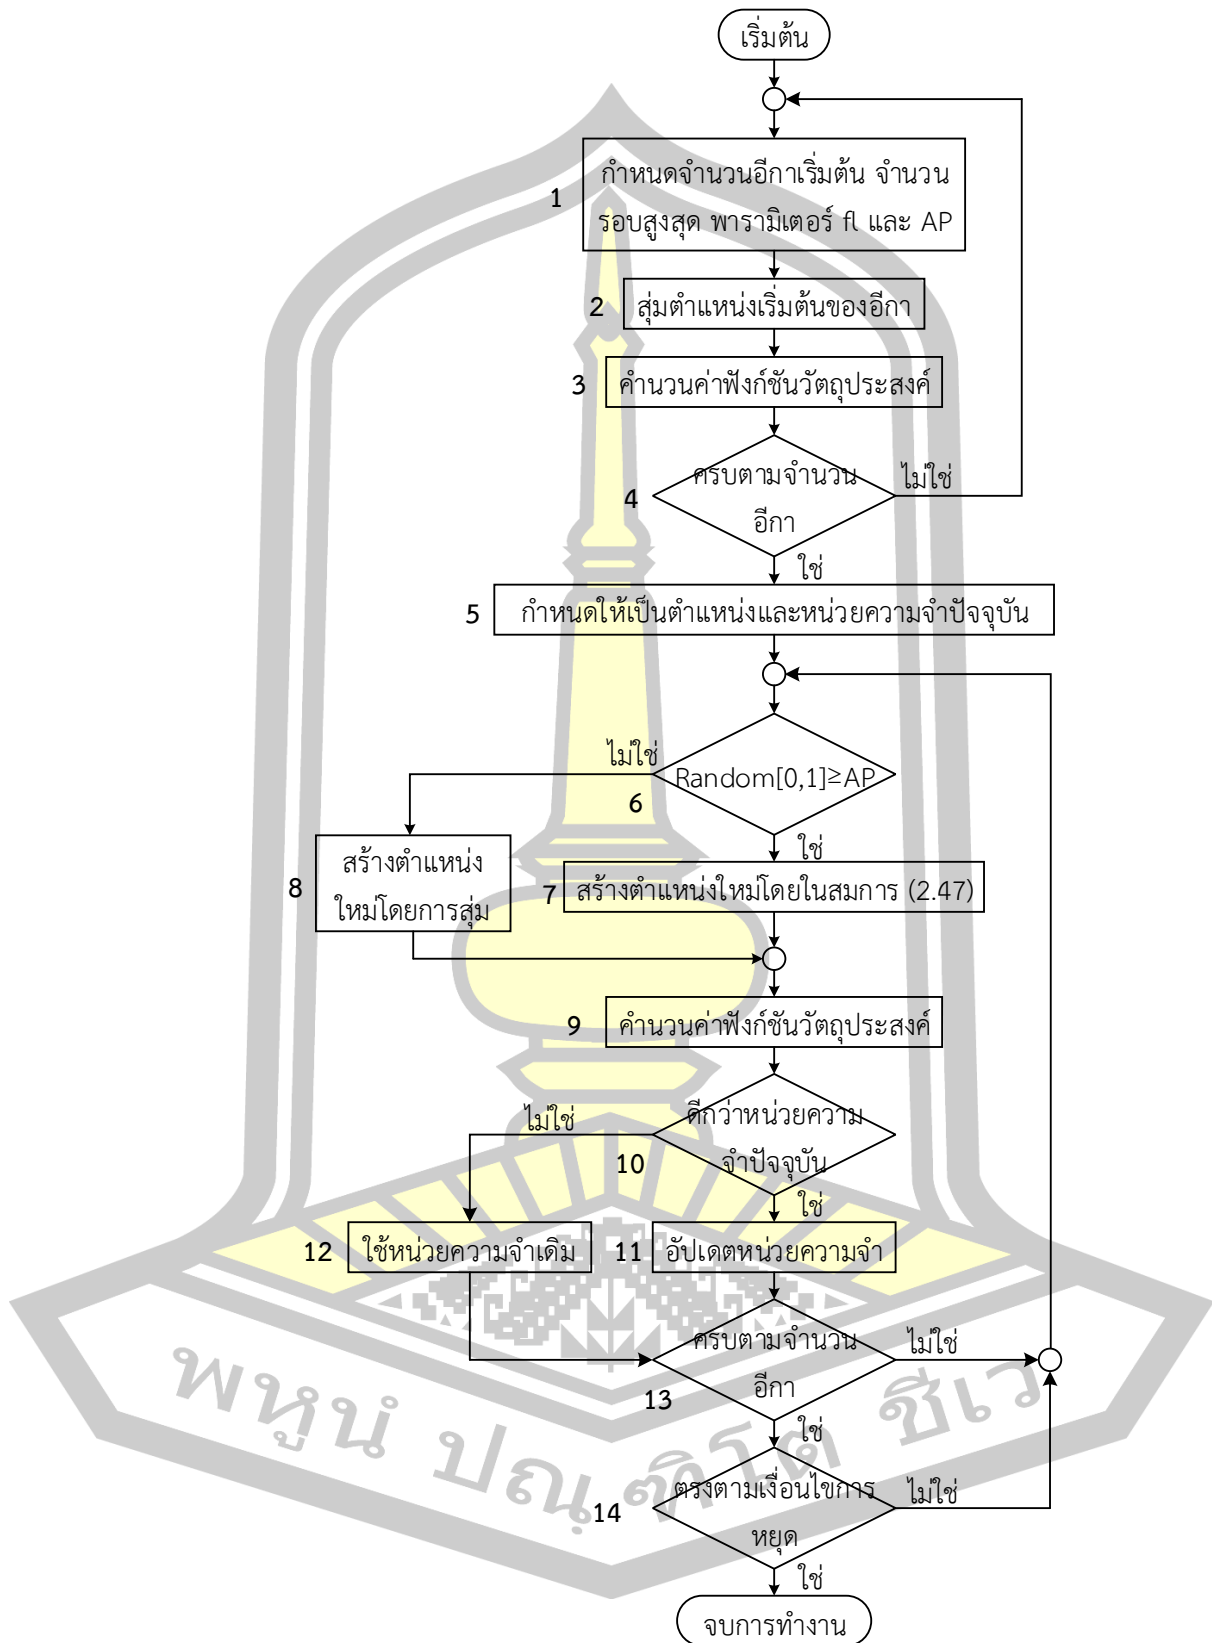 เริ่มต้น
1
กำหนดจำนวนอีกาเริ่มต้น จำนวน
รอบสูงสุด พารามิเตอร์ fl และ AP
2
สุ่มตำแหน่งเริ่มต้นของอีกา
3
คำนวนค่าฟังก์ชันวัตถุประสงค์
4
ครบตามจำนวน
อีกา
ไม่ใช่
ใช่
5
กำหนดให้เป็นตำแหน่งและหน่วยความจำปัจจุบัน
ไม่ใช่
6
Random[0,1]≥AP
ใช่
8
สร้างตำแหน่ง
ใหม่โดยการสุ่ม
7
สร้างตำแหน่งใหม่โดยในสมการ (2.47)
9
คำนวนค่าฟังก์ชันวัตถุประสงค์
ไม่ใช่
10
ดีกว่าหน่วยความ
จำปัจจุบัน
ใช่
12
ใช้หน่วยความจำเดิม
11
อัปเดตหน่วยความจำ
13
ครบตามจำนวน
อีกา
ไม่ใช่
ใช่
14
ตรงตามเงื่อนไขการ
หยุด
ไม่ใช่
ใช่
จบการทำงาน
พหูนํ ปณฺฑิโต ชีเว